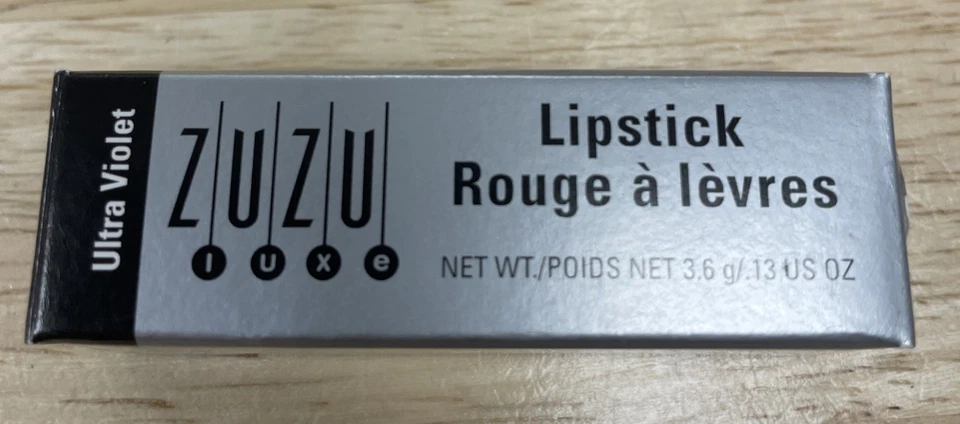 Ultra Violet
ZUZU
luxe
Lipstick
Rouge à lèvres
NET WT./POIDS NET 3.6 g/.13 US OZ